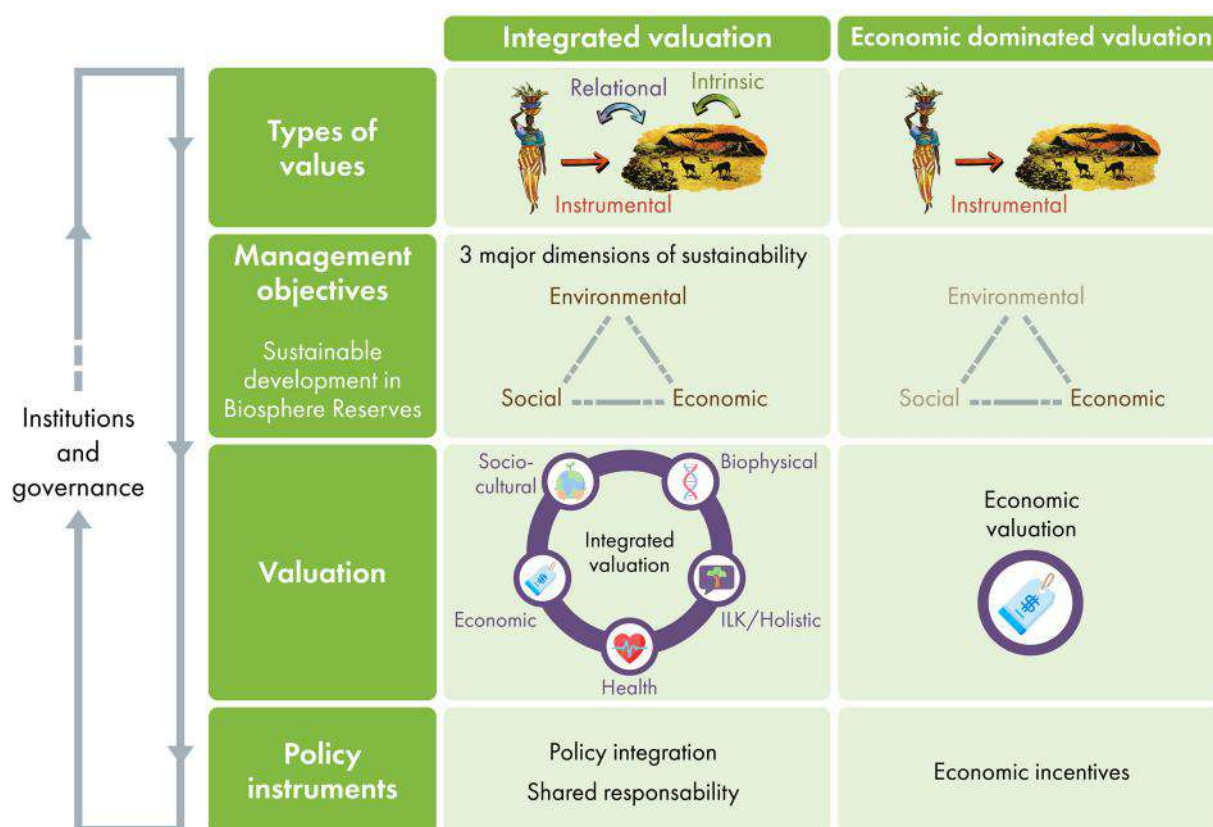 Integrated valuation
Economic dominated valuation
Types of
values
Relational
Intrinsic
Instrumental
Instrumental
Management
objectives
Sustainable
development in
Biosphere Reserves
3 major dimensions of sustainability
Environmental
Social
Economic
Environmental
Social
Economic
Institutions
and
governance
Valuation
Socio-
cultural
Biophysical
Integrated
valuation
Economic
ILK/Holistic
Health
Economic
valuation
$
$
Policy
instruments
Policy integration
Shared responsability
Economic incentives